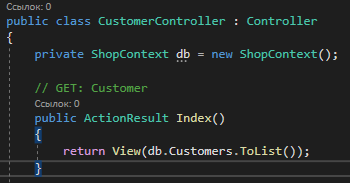 Ссылок: 0
public class CustomerController : Controller
{
private ShopContext db = new ShopContext();
// GET: Customer
Ссылок: 0
public ActionResult Index()
{
return View(db.Customers.ToList());
}